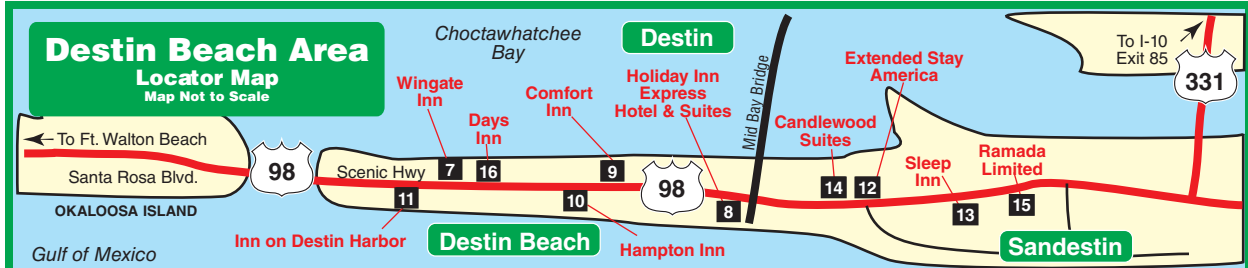 Destin Beach Area
Locator Map
Map Not to Scale
Choctawhatchee
Bay
Destin
To I-10
Exit 85
331
Wingate
Inn
Days
Inn
Comfort
Inn
Holiday Inn
Express
Hotel & Suites
Mid Bay Bridge
Extended Stay
America
Candlewood
Suites
Sleep
Inn
Ramada
Limited
To Ft. Walton Beach
Santa Rosa Blvd.
OKALOOSA ISLAND
98
Scenic Hwy
7
16
9
98
14
12
11
10
8
13
15
Inn on Destin Harbor
Destin Beach
Hampton Inn
Sandestin
Gulf of Mexico